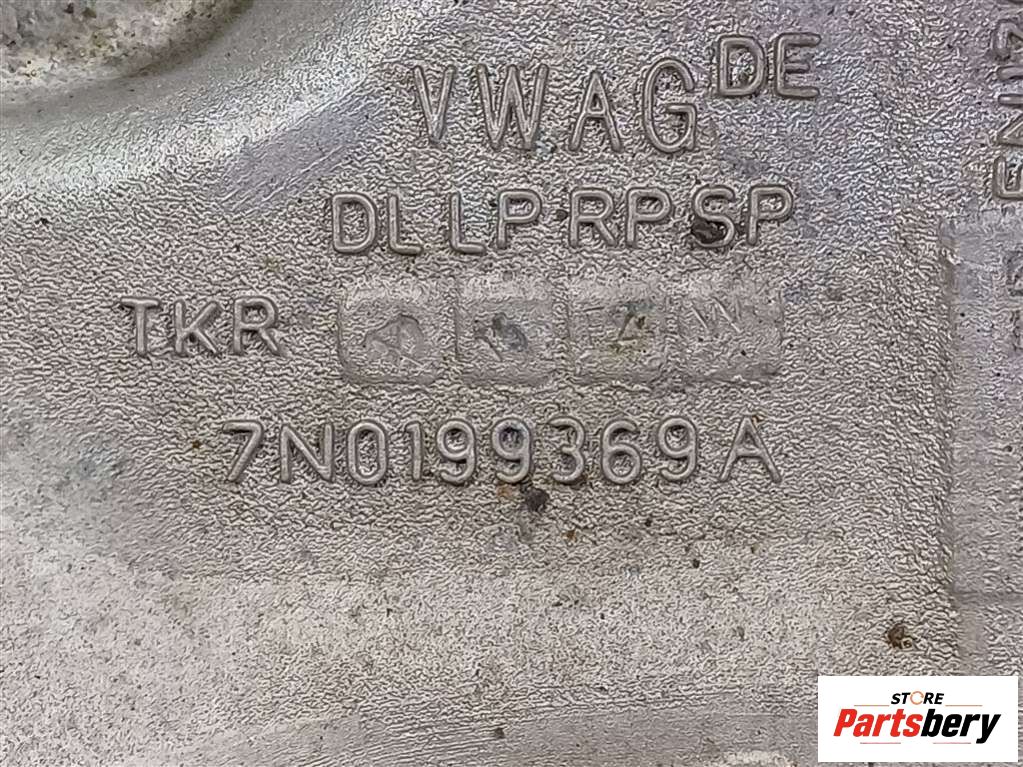 VWAG DE
DL LP RP SP
TKR
7N0199369A
STORE
Partsbery